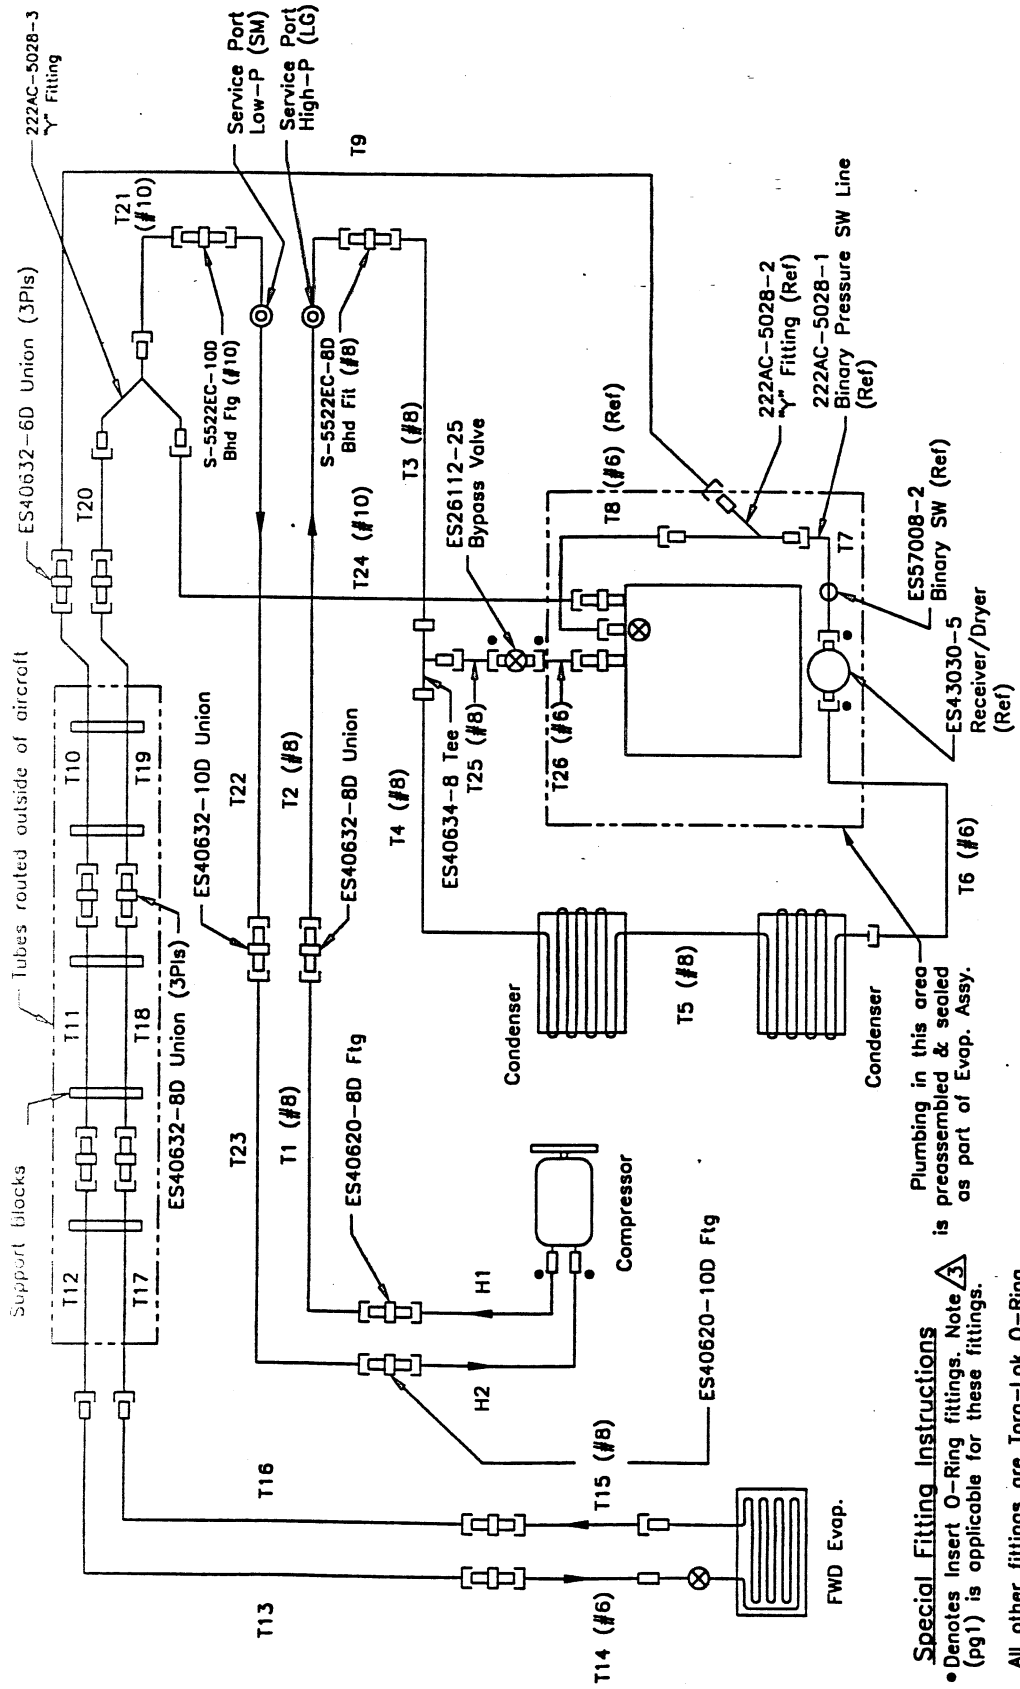 Support Blocks
Tubes routed outside of aircraft
ES40632-6D Union (3Pls)
222AC-5028-3
"Y" Fitting
T12
T11
T10
T20
T21
(#10)
T17
T18
T19
ES40632-8D Union (3Pls)
ES40632-10D Union
S-5522EC-10D
Bhd Ftg (#10)
Service Port
Low-P (SM)
Service Port
High-P (LG)
T16
T23
T22
T13
T1 (#8)
T2 (#8)
S-5522EC-8D
Bhd Fit (#8)
T9
ES40620-8D Ftg
ES40632-8D Union
T24 (#10)
T4 (#8)
T3 (#8)
H1
H2
ES40634-8 Tee
T25 (#8)
ES26112-25
Bypass Valve
Compressor
Condenser
T26 (#6)
T8 (#6) (Ref)
T15 (#8)
T14 (#6)
ES40620-10D Ftg
T5 (#8)
222AC-5028-2
"Y" Fitting (Ref)
222AC-5028-1
Binary Pressure SW Line
(Ref)
T7
FWD Evap.
Condenser
T6 (#6)
ES57008-2
Binary SW (Ref)
ES43030-5
Receiver/Dryer
(Ref)
Plumbing in this area
is preassembled & sealed
as part of Evap. Assy.
Special Fitting Instructions
• Denotes Insert O-Ring fittings. Note 3
(pg1) is applicable for these fittings.
All other fittings are Torq-Lok O-Ring